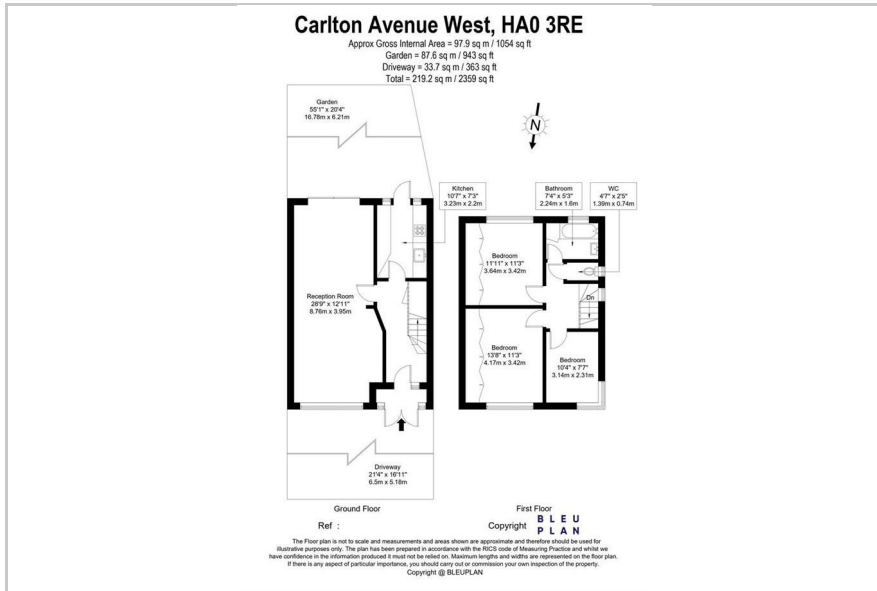 Carlton Avenue West, HA0 3RE
Approx Gross Internal Area = 97.9 sq m / 1054 sq ft
Garden = 87.6 sq m / 943 sq ft
Driveway = 33.7 sq m / 363 sq ft
Total = 219.2 sq m / 2359 sq ft
Garden
55'1" x 20'4"
16.78m x 6.21m
N
Kitchen
10'7" x 7'3"
3.23m x 2.2m
Bathroom
7'4" x 5'3"
2.24m x 1.6m
WC
4'7" x 2'5"
1.39m x 0.74m
Reception Room
28'9" x 12'11"
8.76m x 3.95m
Bedroom
11'11" x 11'3"
3.64m x 3.42m
Dn
Bedroom
13'8" x 11'3"
4.17m x 3.42m
Bedroom
10'4" x 7'7"
3.14m x 2.31m
Driveway
21'4" x 16'11"
6.5m x 5.18m
Ground Floor
First Floor
Ref :
Copyright
BLEU
PLAN
The Floor plan is not to scale and measurements and areas shown are approximate and therefore should be used for
illustrative purposes only. The plan has been prepared in accordance with the RICS code of Measuring Practice and whilst we
have confidence in the information produced it must not be relied on. Maximum lengths and widths are represented on the floor plan.
If there is any aspect of particular importance, you should carry out or commission your own inspection of the property.
Copyright @ BLEUPLAN